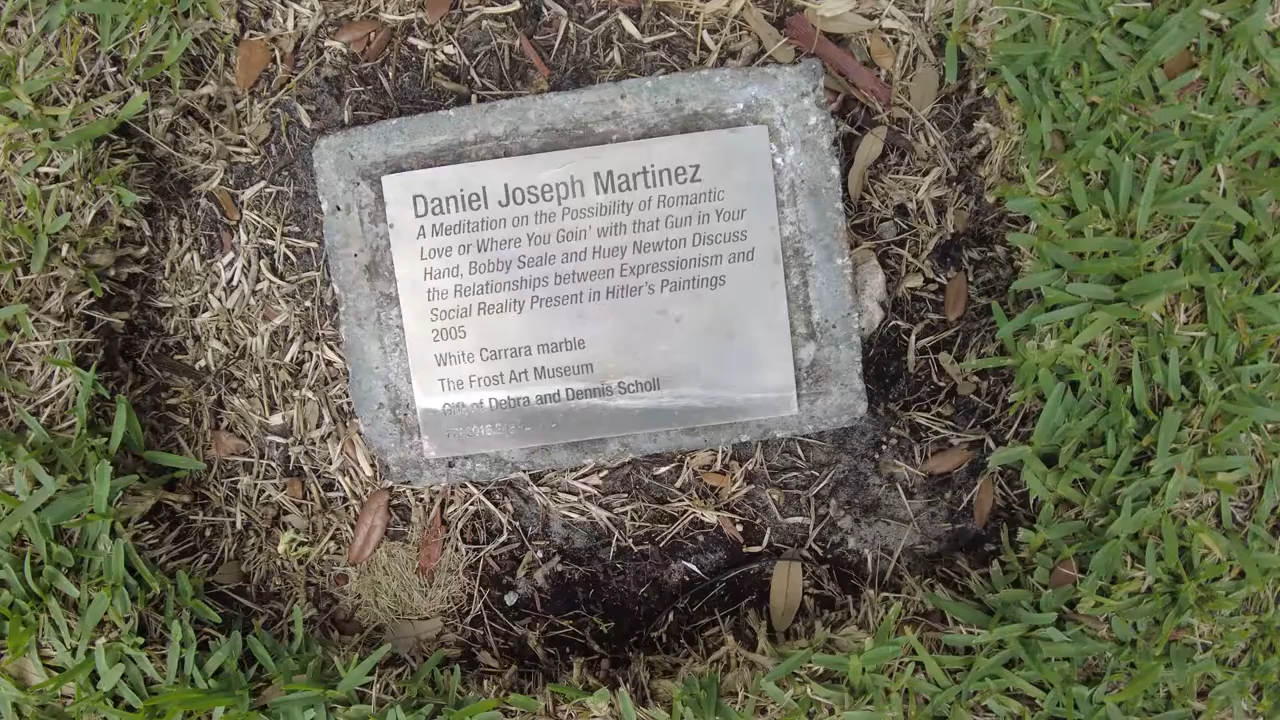 Daniel Joseph Martinez
A Meditation on the Possibility of Romantic
Love or Where You Goin' with that Gun in Your
Hand, Bobby Seale and Huey Newton Discuss
the Relationships between Expressionism and
Social Reality Present in Hitler's Paintings
2005
White Carrara marble
The Frost Art Museum
Gift of Debra and Dennis Scholl